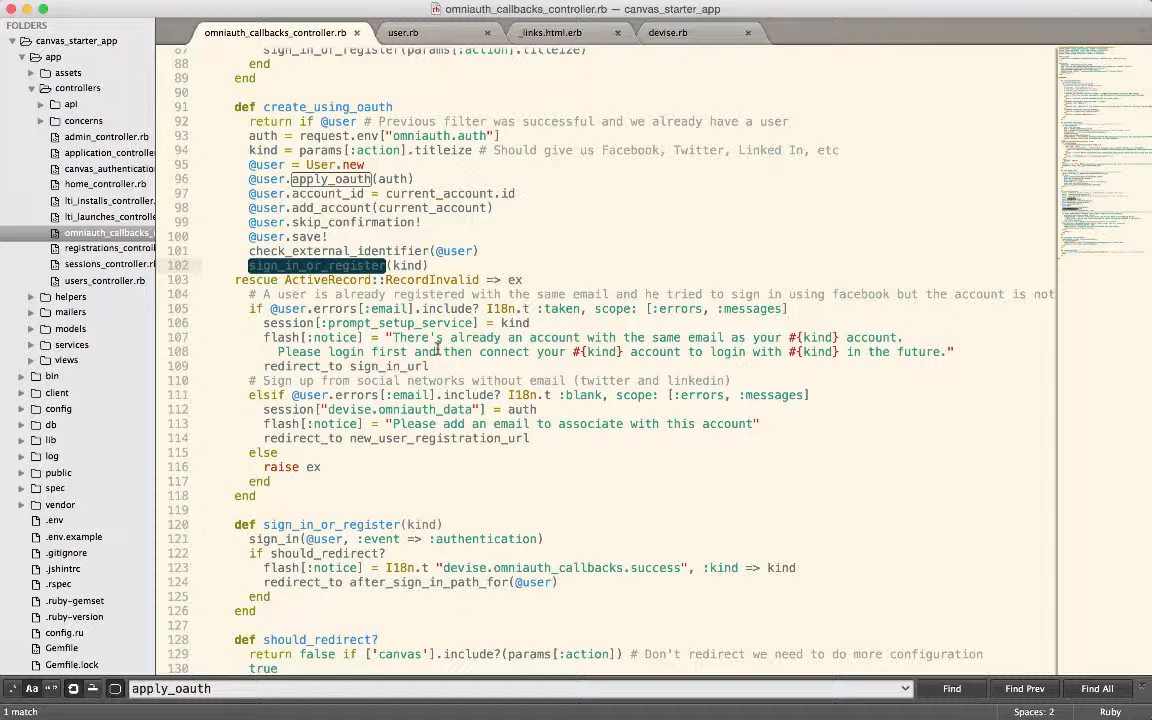 omniauth_callbacks_controller.rb — canvas_starter_app
FOLDERS
canvas_starter_app
app
assets
controllers
api
concerns
admin_controller.rb
application_controlle
canvas_authentication
home_controller.rb
lti_installs_controller.
lti_launches_controlle
omniauth_callbacks_
registrations_control
sessions_controller.rb
users_controller.rb
helpers
mailers
models
services
views
bin
client
config
db
lib
log
public
spec
vendor
.env
.env.example
.gitignore
.jshintrc
.rspec
.ruby-gemset
.ruby-version
config.ru
Gemfile
Gemfile.lock
omniauth_callbacks_controller.rb ×
user.rb ×
_links.html.erb ×
devise.rb ×
87 sign_in_or_register(params[:action].titleize)
88 end
89 end
90
91 def create_using_oauth
92 return if @user # Previous filter was successful and we already have a user
93 auth = request.env["omniauth.auth"]
94 kind = params[:action].titleize # Should give us Facebook, Twitter, Linked In, etc
95 @user = User.new
96 @user.apply_oauth(auth)
97 @user.account_id = current_account.id
98 @user.add_account(current_account)
99 @user.skip_confirmation!
100 @user.save!
101 check_external_identifier(@user)
102 sign_in_or_register(kind)
103 rescue ActiveRecord::RecordInvalid => ex
104 # A user is already registered with the same email and he tried to sign in using facebook but the account is not
105 if @user.errors[:email].include? I18n.t :taken, scope: [:errors, :messages]
106 session[:prompt_setup_service] = kind
107 flash[:notice] = "There's already an account with the same email as your #{kind} account.
108 Please login first and then connect your #{kind} account to login with #{kind} in the future."
109 redirect_to sign_in_url
110 # Sign up from social networks without email (twitter and linkedin)
111 elsif @user.errors[:email].include? I18n.t :blank, scope: [:errors, :messages]
112 session["devise.omniauth_data"] = auth
113 flash[:notice] = "Please add an email to associate with this account"
114 redirect_to new_user_registration_url
115 else
116 raise ex
117 end
118 end
119
120 def sign_in_or_register(kind)
121 sign_in(@user, :event => :authentication)
122 if should_redirect?
123 flash[:notice] = I18n.t "devise.omniauth_callbacks.success", :kind => kind
124 redirect_to after_sign_in_path_for(@user)
125 end
126 end
127
128 def should_redirect?
129 return false if ['canvas'].include?(params[:action]) # Don't redirect we need to do more configuration
130 true
.* Aa “” apply_oauth Find Find Prev Find All
1 match Spaces: 2 Ruby